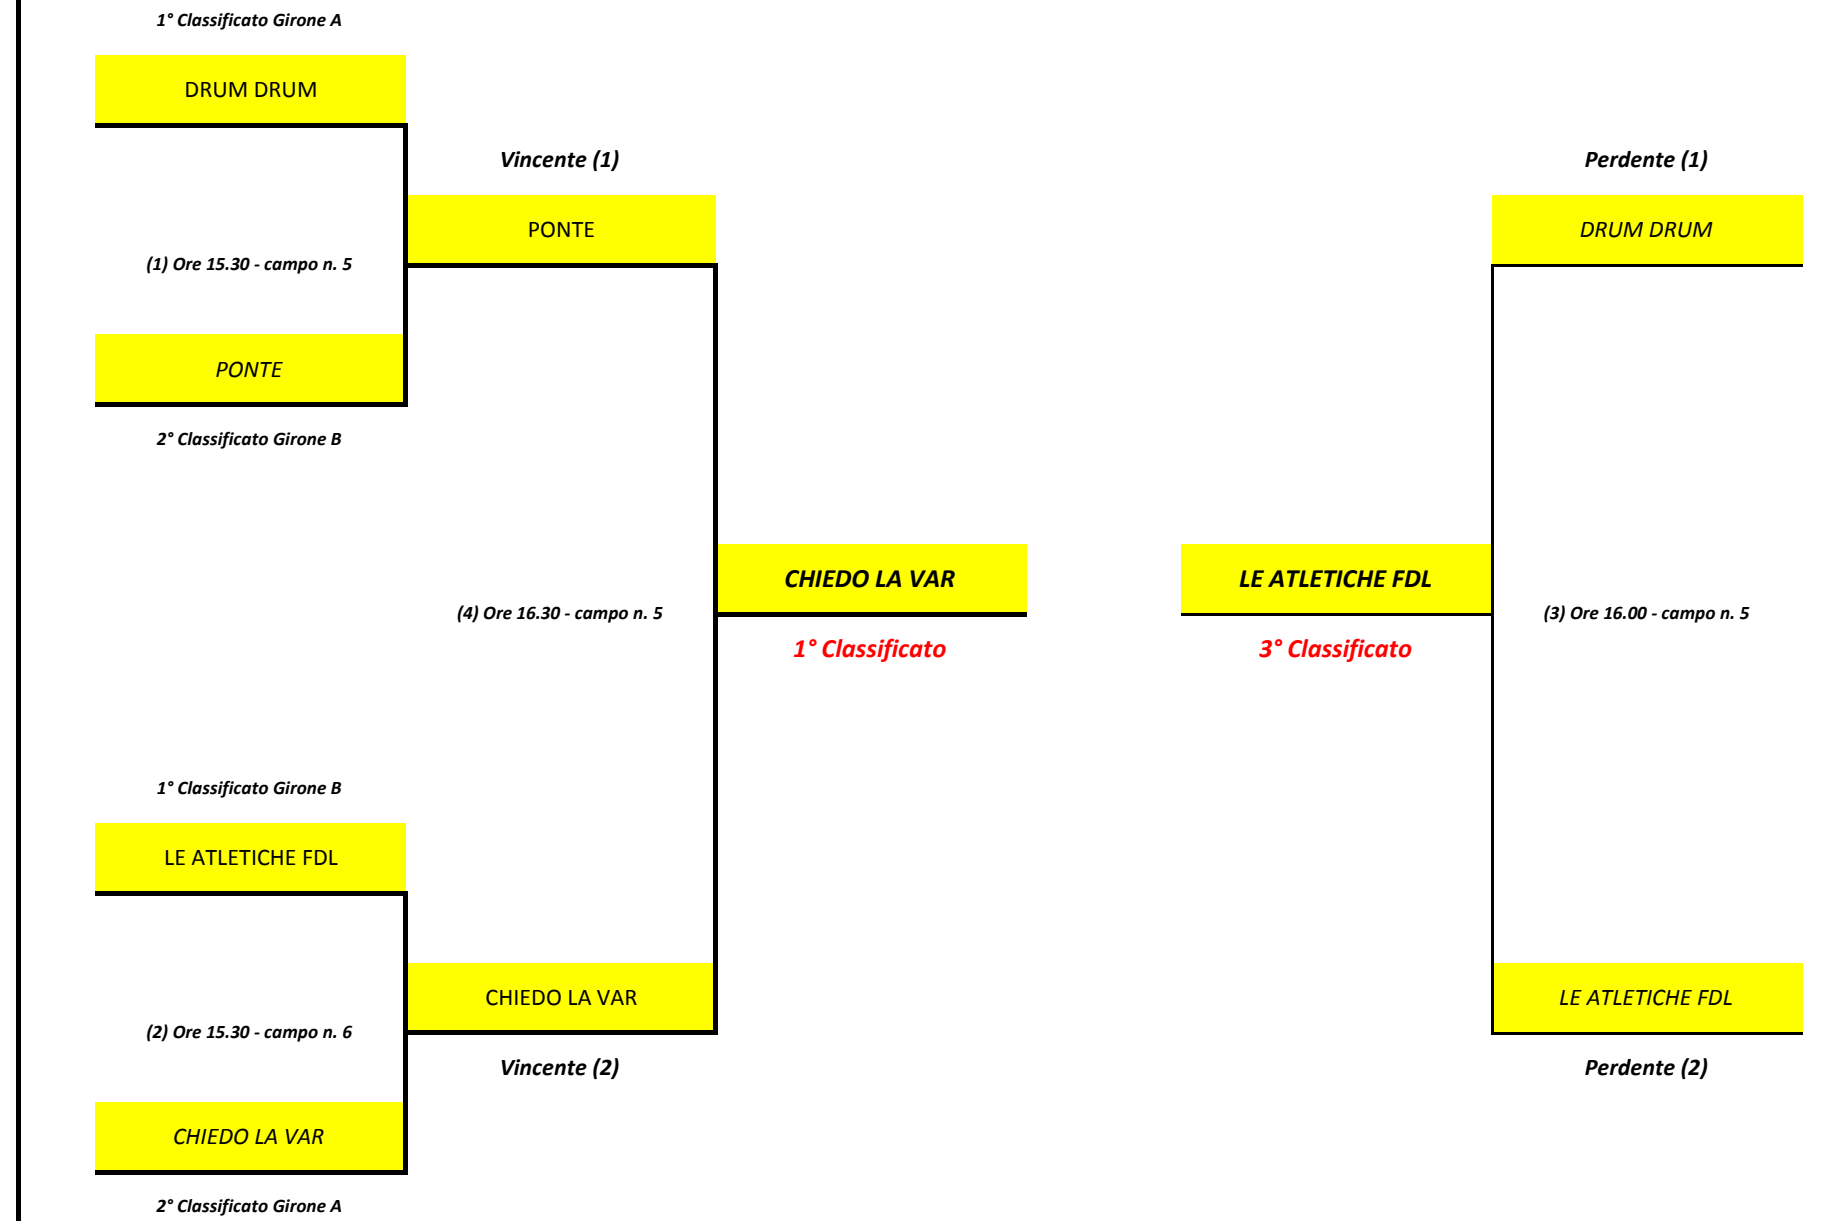 1° Classificato Girone A
DRUM DRUM
Vincente (1)
Perdente (1)
PONTE
DRUM DRUM
(1) Ore 15.30 - campo n. 5
PONTE
2° Classificato Girone B
CHIEDO LA VAR
LE ATLETICHE FDL
(4) Ore 16.30 - campo n. 5
(3) Ore 16.00 - campo n. 5
1° Classificato
3° Classificato
1° Classificato Girone B
LE ATLETICHE FDL
CHIEDO LA VAR
LE ATLETICHE FDL
(2) Ore 15.30 - campo n. 6
Vincente (2)
Perdente (2)
CHIEDO LA VAR
2° Classificato Girone A